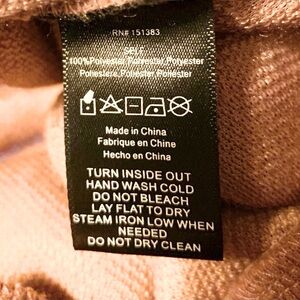 RN# 151383
SELF
100%Polyester,Polyester,Polyester
Poliestere,Polyester,Poliéster
Made in China
Fabrique en Chine
Hecho en China
TURN INSIDE OUT
HAND WASH COLD
DO NOT BLEACH
LAY FLAT TO DRY
STEAM IRON LOW WHEN
NEEDED
DO NOT DRY CLEAN